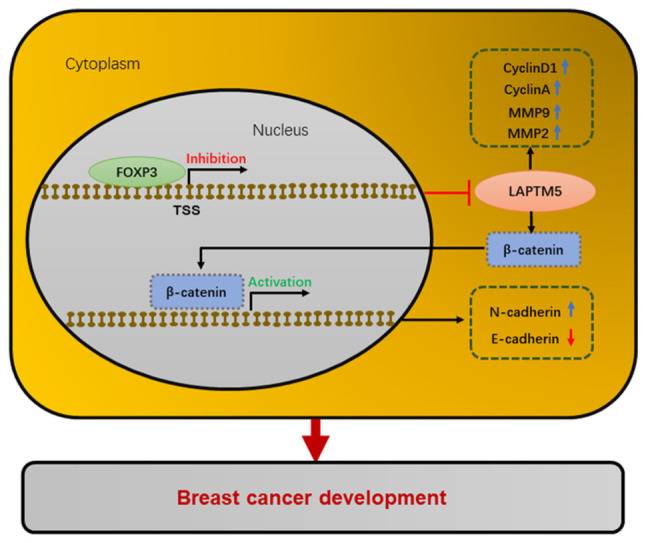 Cytoplasm
CyclinD1
CyclinA
MMP9
MMP2
Nucleus
Inhibition
FOXP3
TSS
LAPTM5
β-catenin
β-catenin
Activation
N-cadherin
E-cadherin
Breast cancer development